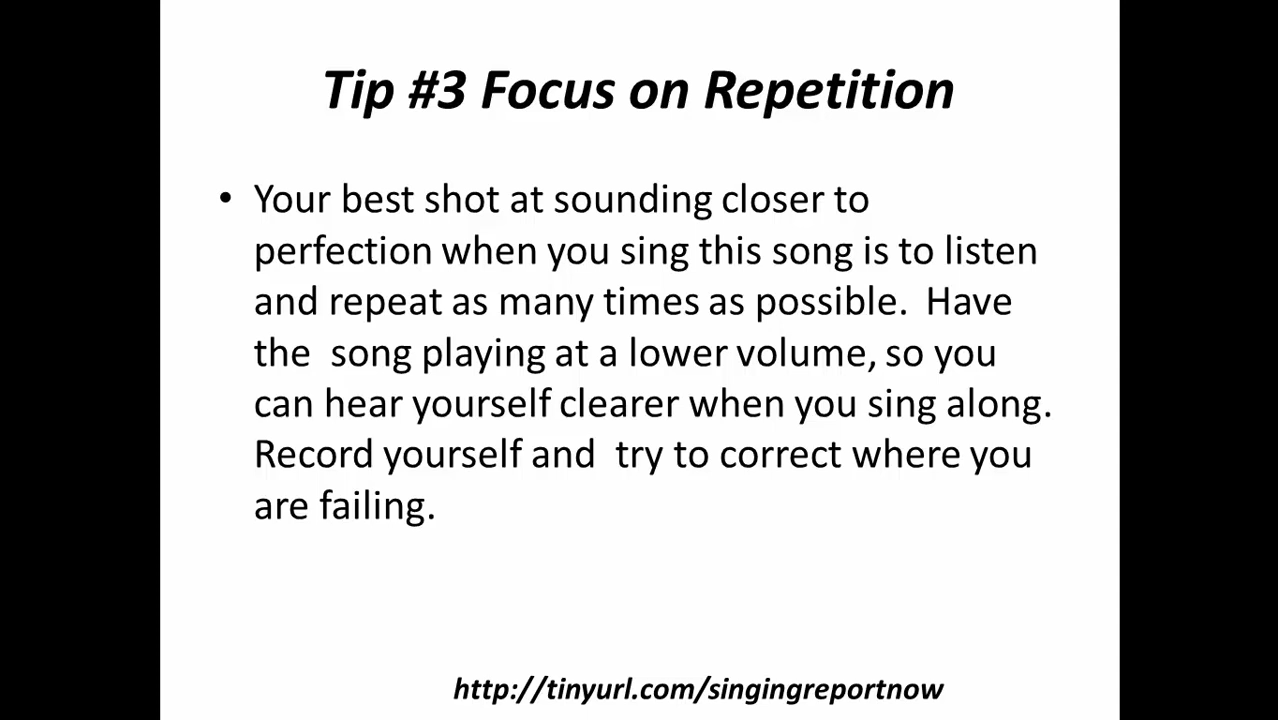 Tip #3 Focus on Repetition
• Your best shot at sounding closer to
perfection when you sing this song is to listen
and repeat as many times as possible.  Have
the  song playing at a lower volume, so you
can hear yourself clearer when you sing along.
Record yourself and  try to correct where you
are failing.
http://tinyurl.com/singingreportnow